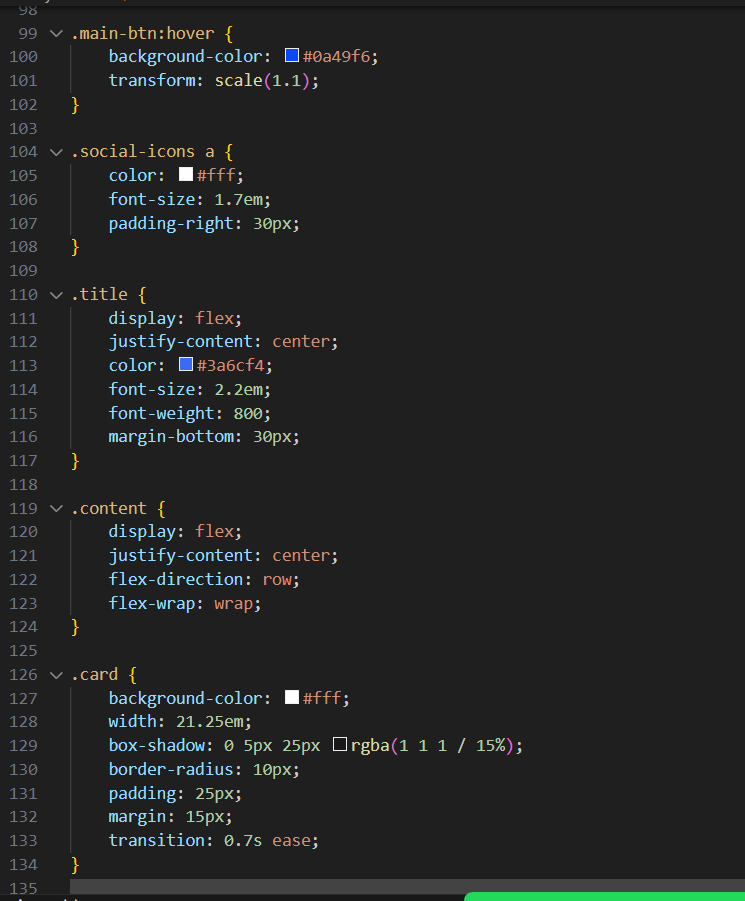 98
99 .main-btn:hover {
100 background-color: #0a49f6;
101 transform: scale(1.1);
102 }
103
104 .social-icons a {
105 color: #fff;
106 font-size: 1.7em;
107 padding-right: 30px;
108 }
109
110 .title {
111 display: flex;
112 justify-content: center;
113 color: #3a6cf4;
114 font-size: 2.2em;
115 font-weight: 800;
116 margin-bottom: 30px;
117 }
118
119 .content {
120 display: flex;
121 justify-content: center;
122 flex-direction: row;
123 flex-wrap: wrap;
124 }
125
126 .card {
127 background-color: #fff;
128 width: 21.25em;
129 box-shadow: 0 5px 25px rgba(1 1 1 / 15%);
130 border-radius: 10px;
131 padding: 25px;
132 margin: 15px;
133 transition: 0.7s ease;
134 }
135